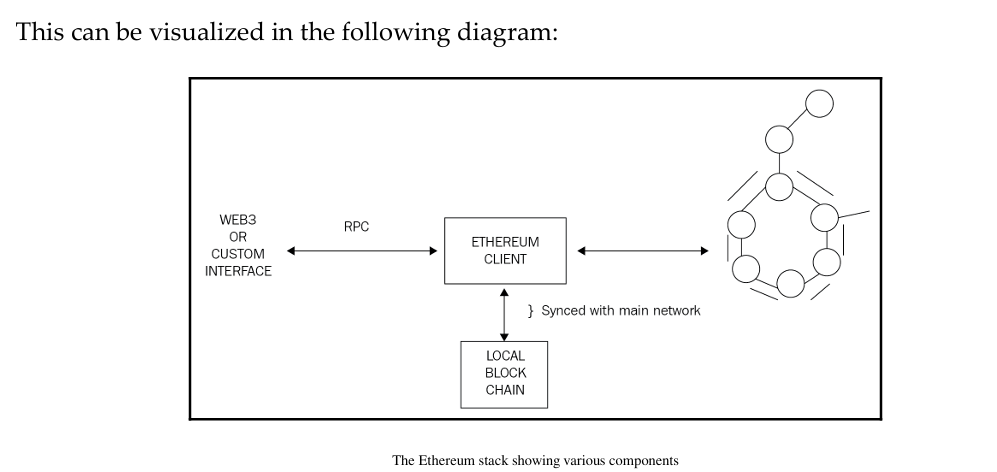 This can be visualized in the following diagram:
WEB3
OR
CUSTOM
INTERFACE
RPC
ETHEREUM
CLIENT
} Synced with main network
LOCAL
BLOCK
CHAIN
The Ethereum stack showing various components